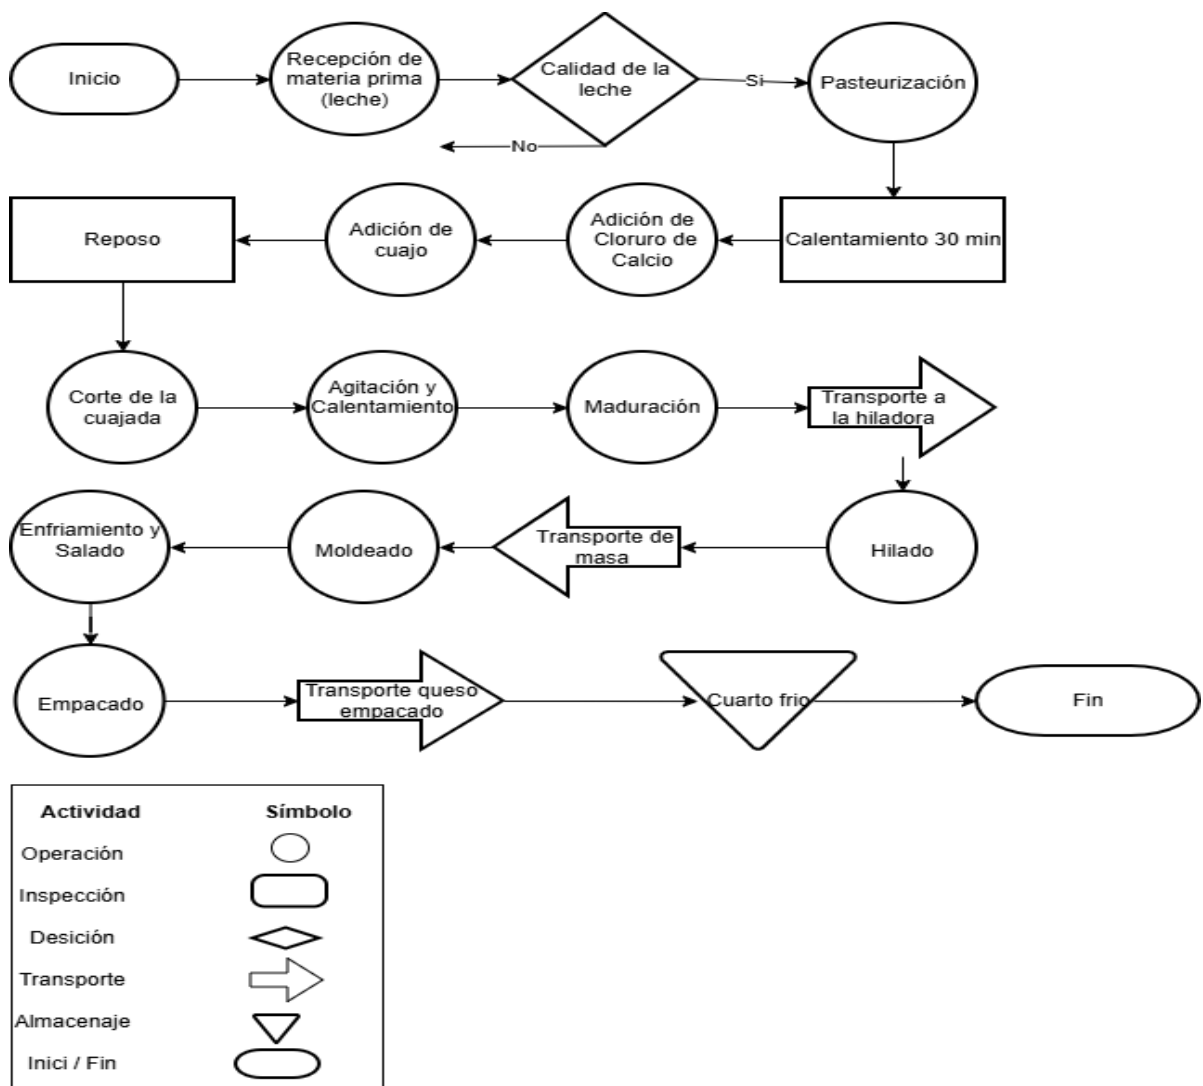 Inicio
Recepción de
materia prima
(leche)
Calidad de la
leche
Si
Pasteurización
No
Reposo
Adición de
cuajo
Adición de
Cloruro de
Calcio
Calentamiento 30 min
Corte de la
cuajada
Agitación y
Calentamiento
Maduración
Transporte a
la hiladora
Enfriamiento y
Salado
Moldeado
Transporte de
masa
Hilado
Empacado
Transporte queso
empacado
Cuarto frio
Fin
Actividad Símbolo
Operación
Inspección
Desición
Transporte
Almacenaje
Inici / Fin